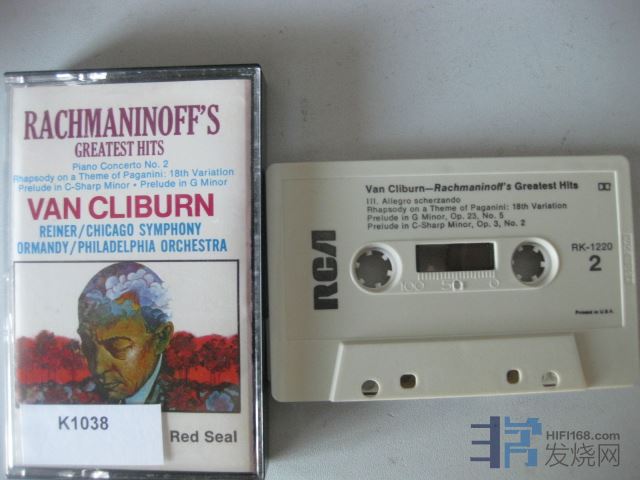 RACHMANINOFF'S
GREATEST HITS
Piano Concerto No. 2
Rhapsody on a Theme of Paganini: 18th Variation
Prelude in C-Sharp Minor • Prelude in G Minor
VAN CLIBURN
REINER/CHICAGO SYMPHONY
ORMANDY/PHILADELPHIA ORCHESTRA
K1038
Red Seal
Van Cliburn—Rachmaninoff's Greatest Hits
III. Allegro scherzando
Rhapsody on a Theme of Paganini: 18th Variation
Prelude in G Minor, Op. 23, No. 5
Prelude in C-Sharp Minor, Op. 3, No. 2
RCA
RK-1220
2
100 50 0
Printed in U.S.A.
HIFI168.com
发烧网